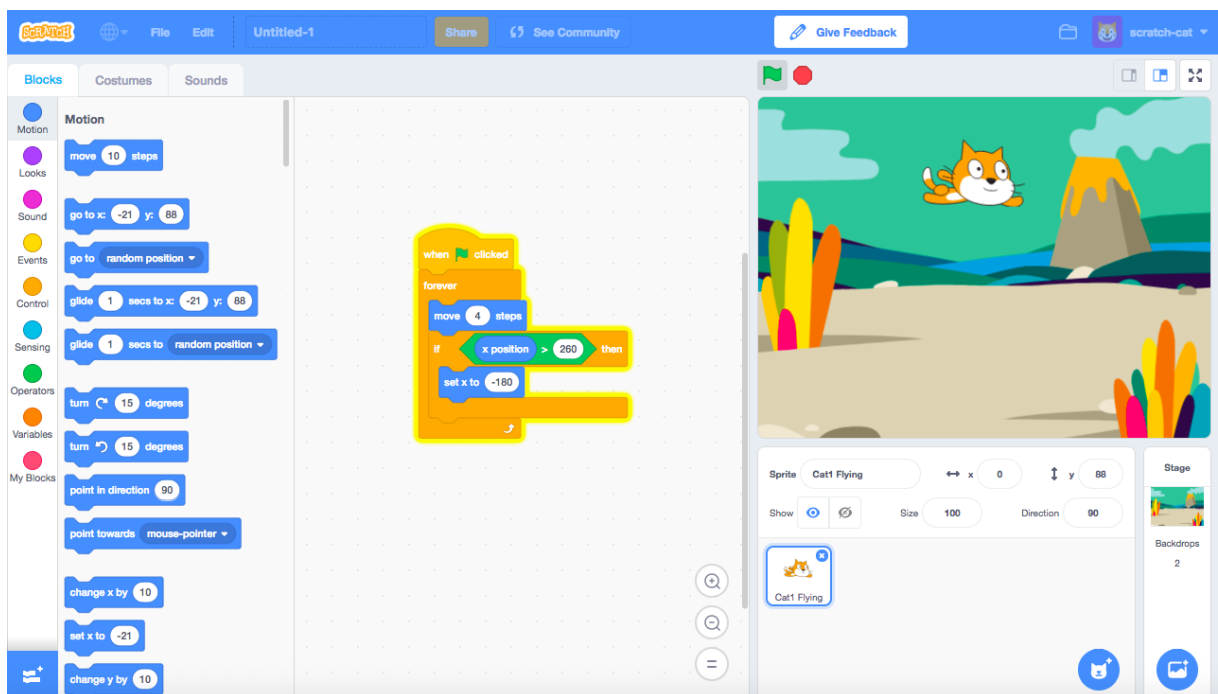 SCRATCH File Edit Untitled-1 Share See Community Give Feedback scratch-cat
Blocks Costumes Sounds
Motion
Looks
Sound
Events
Control
Sensing
Operators
Variables
My Blocks
Motion
move 10 steps
go to x: -21 y: 88
go to random position
glide 1 secs to x: -21 y: 88
glide 1 secs to random position
turn 15 degrees
turn 15 degrees
point in direction 90
point towards mouse-pointer
change x by 10
set x to -21
change y by 10
when clicked
forever
move 4 steps
if x position > 260 then
set x to -180
Sprite Cat1 Flying x 0 y 88
Show Size 100 Direction 90
Cat1 Flying
Stage
Backdrops
2